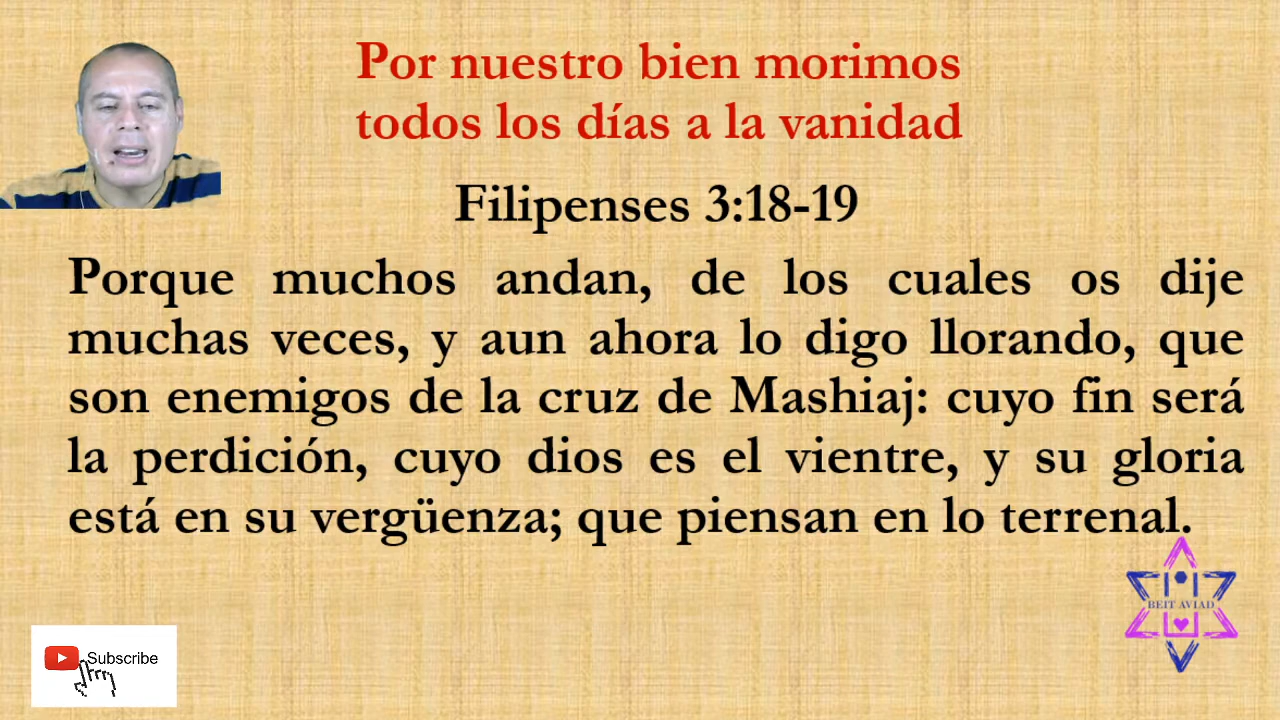 Por nuestro bien morimos
todos los días a la vanidad
Filipenses 3:18-19
Porque muchos andan, de los cuales os dije
muchas veces, y aun ahora lo digo llorando, que
son enemigos de la cruz de Mashiaj: cuyo fin será
la perdición, cuyo dios es el vientre, y su gloria
está en su vergüenza; que piensan en lo terrenal.
BEIT AVIAD
Subscribe